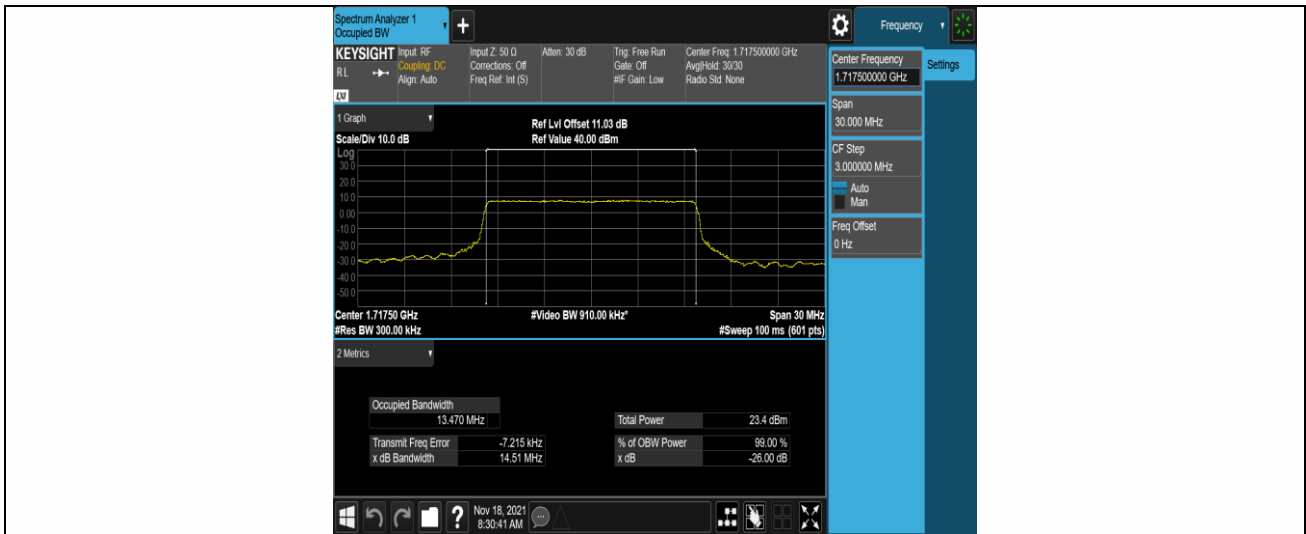 Spectrum Analyzer 1
Occupied BW
Frequency
KEYSIGHT
R L
LXI
Input: RF
Coupling: DC
Align: Auto
Input Z: 50 Ω
Corrections: Off
Freq Ref: Int (S)
Atten: 30 dB
Trig: Free Run
Gate: Off
#IF Gain: Low
Center Freq: 1.717500000 GHz
Avg|Hold: 30/30
Radio Std: None
Center Frequency
1.717500000 GHz
Settings
Span
30.000 MHz
CF Step
3.000000 MHz
Auto
Man
Freq Offset
0 Hz
1 Graph
Ref Lvl Offset 11.03 dB
Scale/Div 10.0 dB
Ref Value 40.00 dBm
Log
30.0
20.0
10.0
0.00
-10.0
-20.0
-30.0
-40.0
-50.0
Center 1.71750 GHz
#Video BW 910.00 kHz*
Span 30 MHz
#Res BW 300.00 kHz
#Sweep 100 ms (601 pts)
2 Metrics
Occupied Bandwidth
13.470 MHz
Total Power 23.4 dBm
Transmit Freq Error -7.215 kHz
% of OBW Power 99.00 %
x dB Bandwidth 14.51 MHz
x dB -26.00 dB
?
Nov 18, 2021
8:30:41 AM